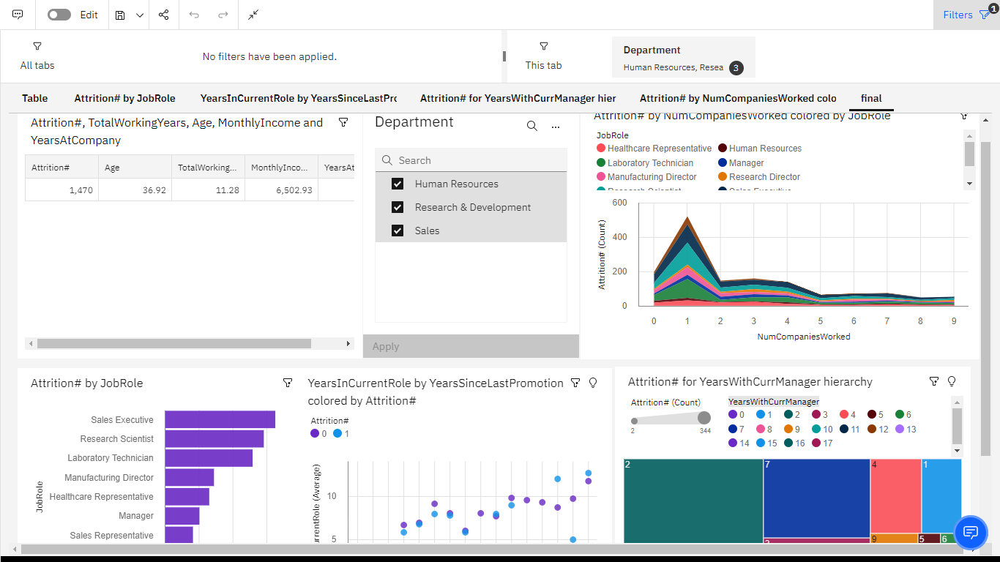 Edit
Filters
1
All tabs
No filters have been applied.
This tab
Department
Human Resources, Resea
3
Table
Attrition# by JobRole
YearsInCurrentRole by YearsSinceLastPro
Attrition# for YearsWithCurrManager hier
Attrition# by NumCompaniesWorked colo
final
Attrition#, TotalWorkingYears, Age, MonthlyIncome and
YearsAtCompany
Attrition#
Age
TotalWorking...
MonthlyInco...
YearsAt
1,470
36.92
11.28
6,502.93
Department
...
Search
Human Resources
Research & Development
Sales
Apply
Attrition# by NumCompaniesWorked colored by JobRole
JobRole
Healthcare Representative
Human Resources
Laboratory Technician
Manager
Manufacturing Director
Research Director
Research Scientist
Sales Executive
Attrition# (Count)
600
400
200
0
0 1 2 3 4 5 6 7 8 9
NumCompaniesWorked
Attrition# by JobRole
JobRole
Sales Executive
Research Scientist
Laboratory Technician
Manufacturing Director
Healthcare Representative
Manager
Sales Representative
YearsInCurrentRole by YearsSinceLastPromotion
colored by Attrition#
Attrition#
0 1
urrentRole (Average)
10
5
Attrition# for YearsWithCurrManager hierarchy
Attrition# (Count)
2 344
YearsWithCurrManager
0 1 2 3 4 5 6
7 8 9 10 11 12 13
14 15 16 17
2
7
4
1
3
9
5
6